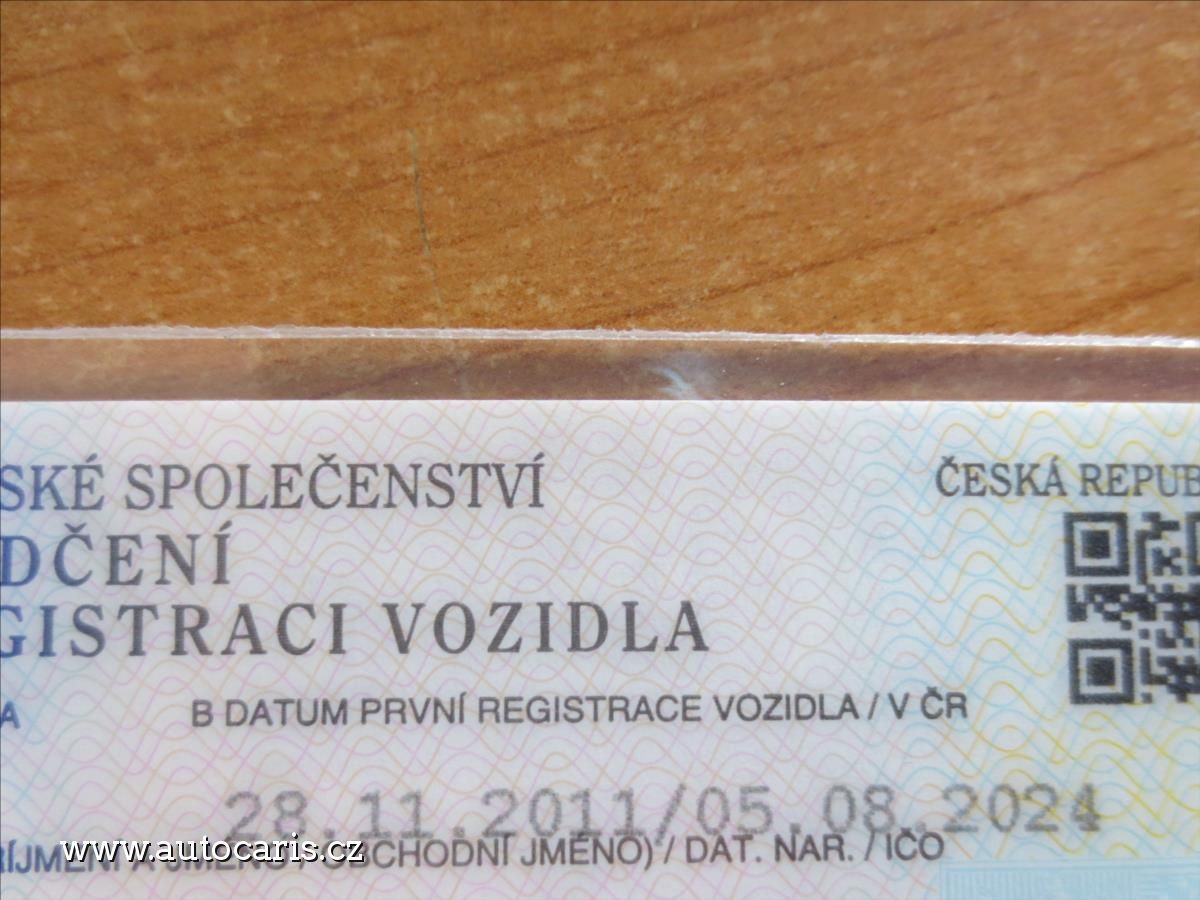 SKÉ SPOLEČENSTVÍ
ČESKÁ REPUB
DČENÍ
GISTRACI VOZIDLA
A
B DATUM PRVNÍ REGISTRACE VOZIDLA / V ČR
28.11.2011/05.08.2024
CHODNÍ JMÉNO) / DAT. NAR. / IČO
www.autocaris.cz